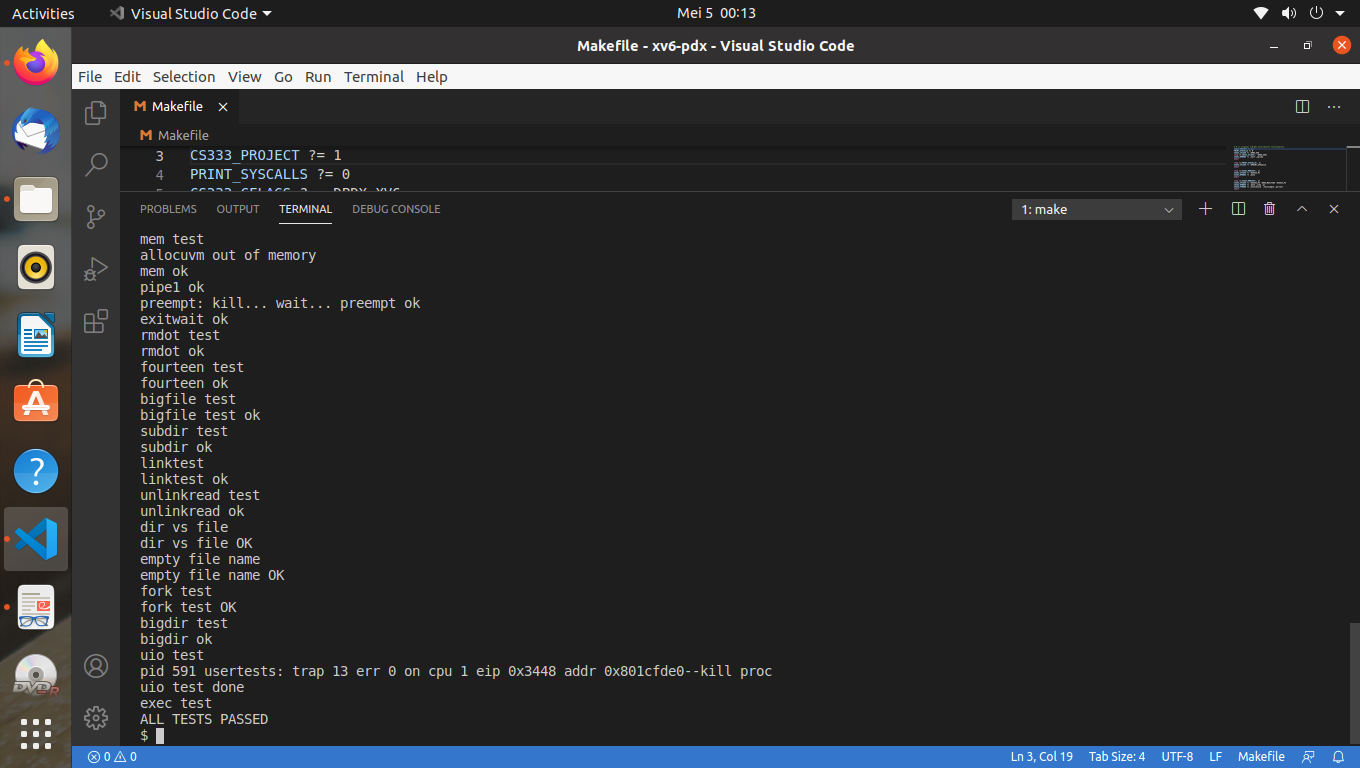 Activities
Visual Studio Code
Mei 5 00:13
Makefile - xv6-pdx - Visual Studio Code
File Edit Selection View Go Run Terminal Help
Makefile
Makefile
3 CS333_PROJECT ?= 1
4 PRINT_SYSCALLS ?= 0
PROBLEMS OUTPUT TERMINAL DEBUG CONSOLE
1: make
mem test
allocuvm out of memory
mem ok
pipe1 ok
preempt: kill... wait... preempt ok
exitwait ok
rmdot test
rmdot ok
fourteen test
fourteen ok
bigfile test
bigfile test ok
subdir test
subdir ok
linktest
linktest ok
unlinkread test
unlinkread ok
dir vs file
dir vs file OK
empty file name
empty file name OK
fork test
fork test OK
bigdir test
bigdir ok
uio test
pid 591 usertests: trap 13 err 0 on cpu 1 eip 0x3448 addr 0x801cfde0--kill proc
uio test done
exec test
ALL TESTS PASSED
$
0 0
Ln 3, Col 19 Tab Size: 4 UTF-8 LF Makefile